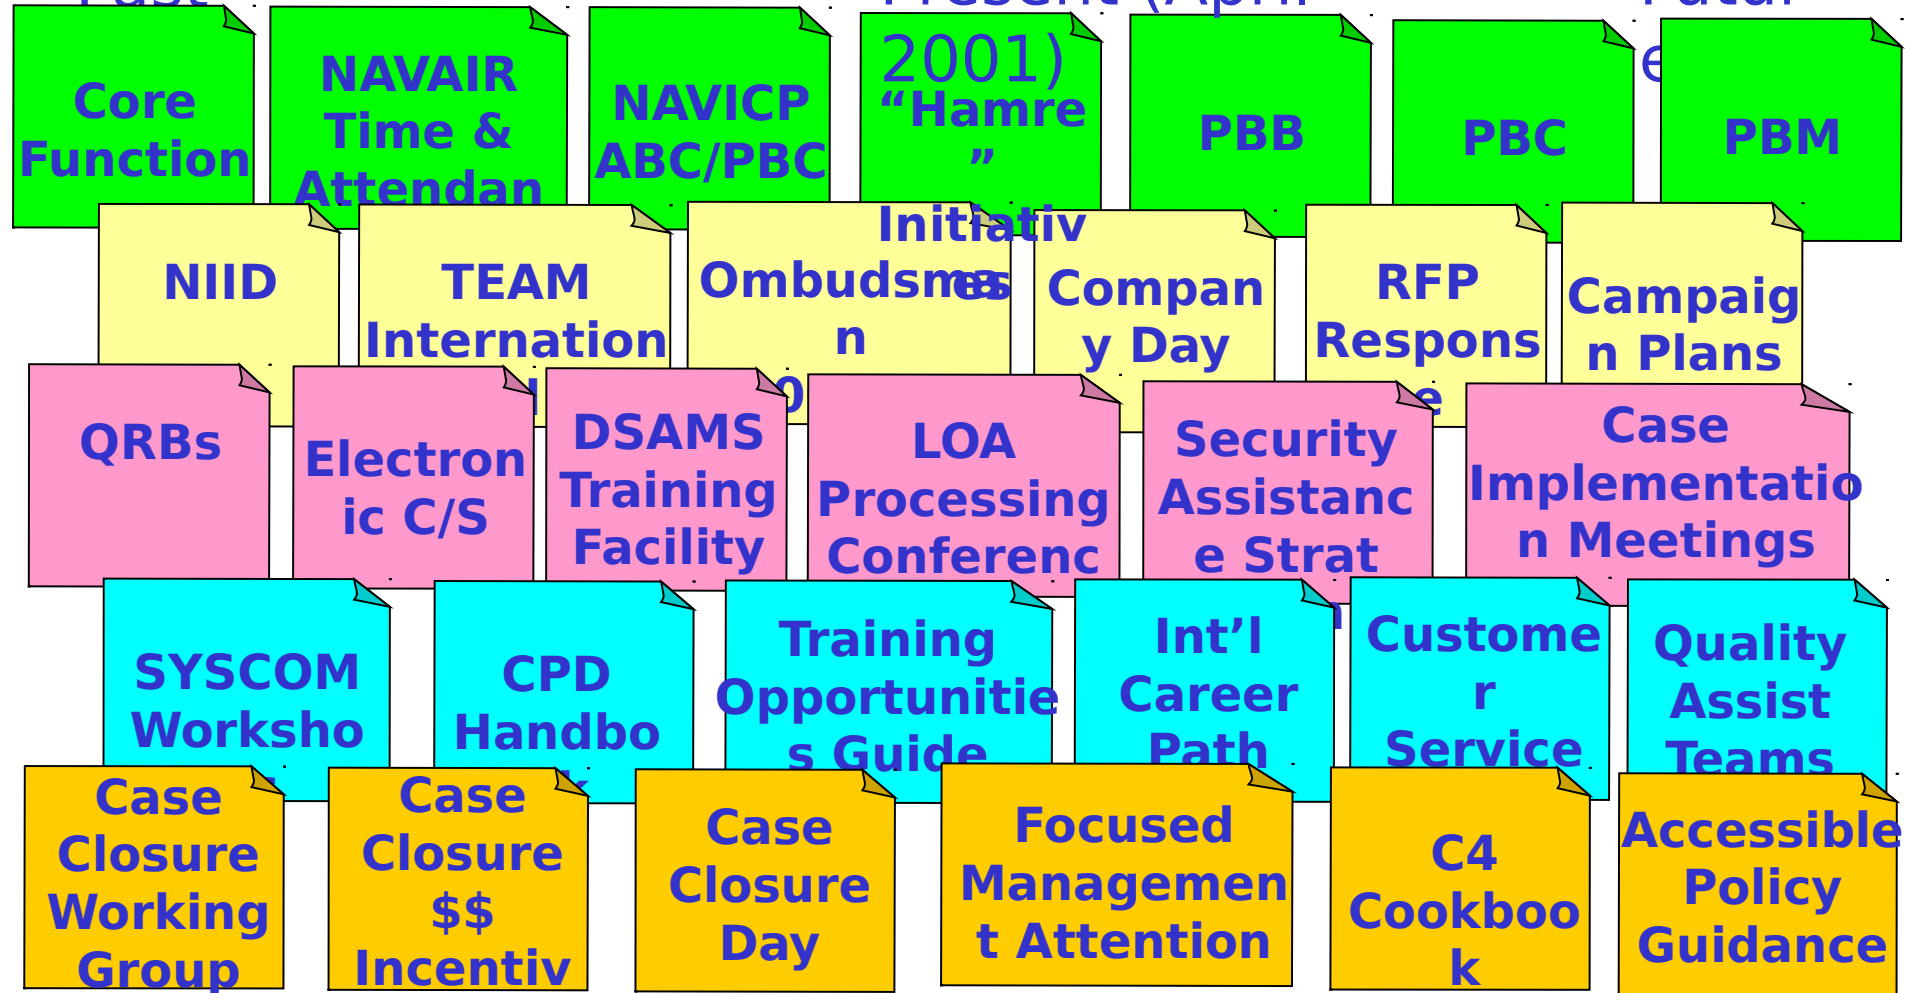 Present (April
2001)
Core
Function
NAVAIR
Time &
Attendan
NAVICP
ABC/PBC
“Hamre
”
Initiativ
es
PBB
PBC
PBM
NIID
TEAM
Internation
Ombudsma
n
Compan
y Day
RFP
Respons
e
Campaig
n Plans
QRBs
Electron
ic C/S
DSAMS
Training
Facility
LOA
Processing
Conferenc
Security
Assistanc
e Strat
Case
Implementatio
n Meetings
SYSCOM
Worksho
CPD
Handbo
Training
Opportunitie
s Guide
Int’l
Career
Path
Custome
r
Service
Quality
Assist
Teams
Case
Closure
Working
Group
Case
Closure
$$
Incentiv
Case
Closure
Day
Focused
Managemen
t Attention
C4
Cookboo
k
Accessible
Policy
Guidance